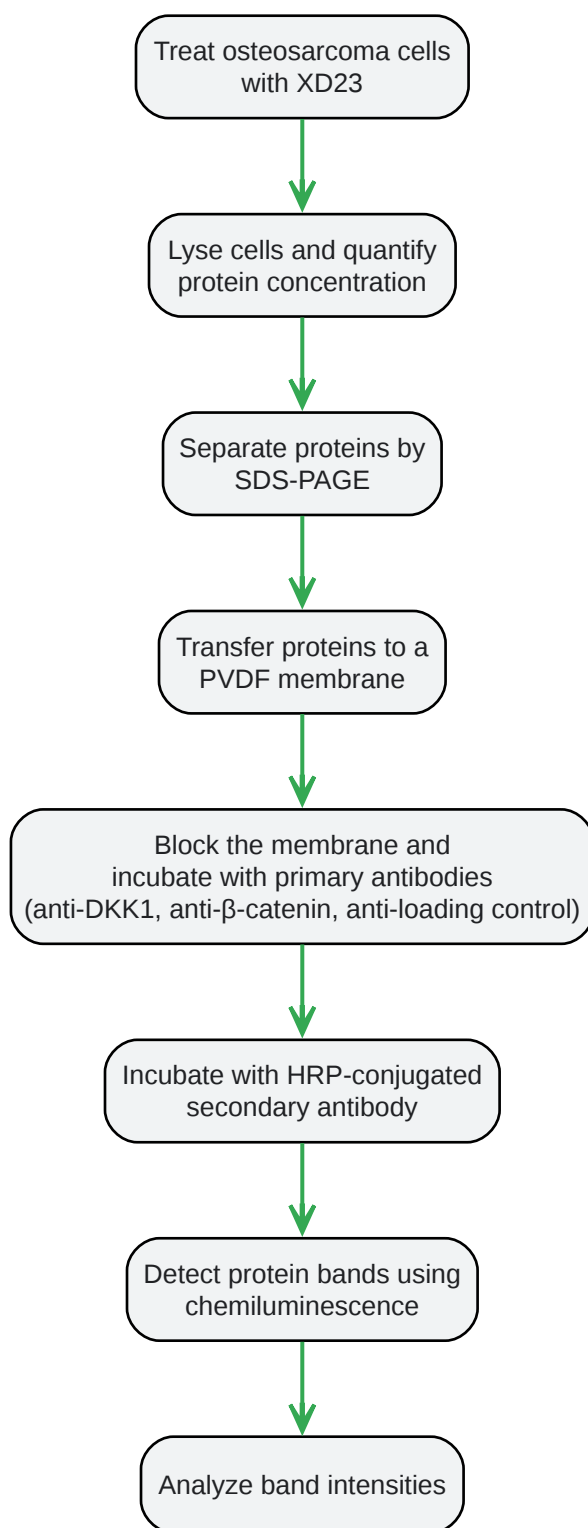 Treat osteosarcoma cells
with XD23
Lyse cells and quantify
protein concentration
Separate proteins by
SDS-PAGE
Transfer proteins to a
PVDF membrane
Block the membrane and
incubate with primary antibodies
(anti-DKK1, anti-β-catenin, anti-loading control)
Incubate with HRP-conjugated
secondary antibody
Detect protein bands using
chemiluminescence
Analyze band intensities